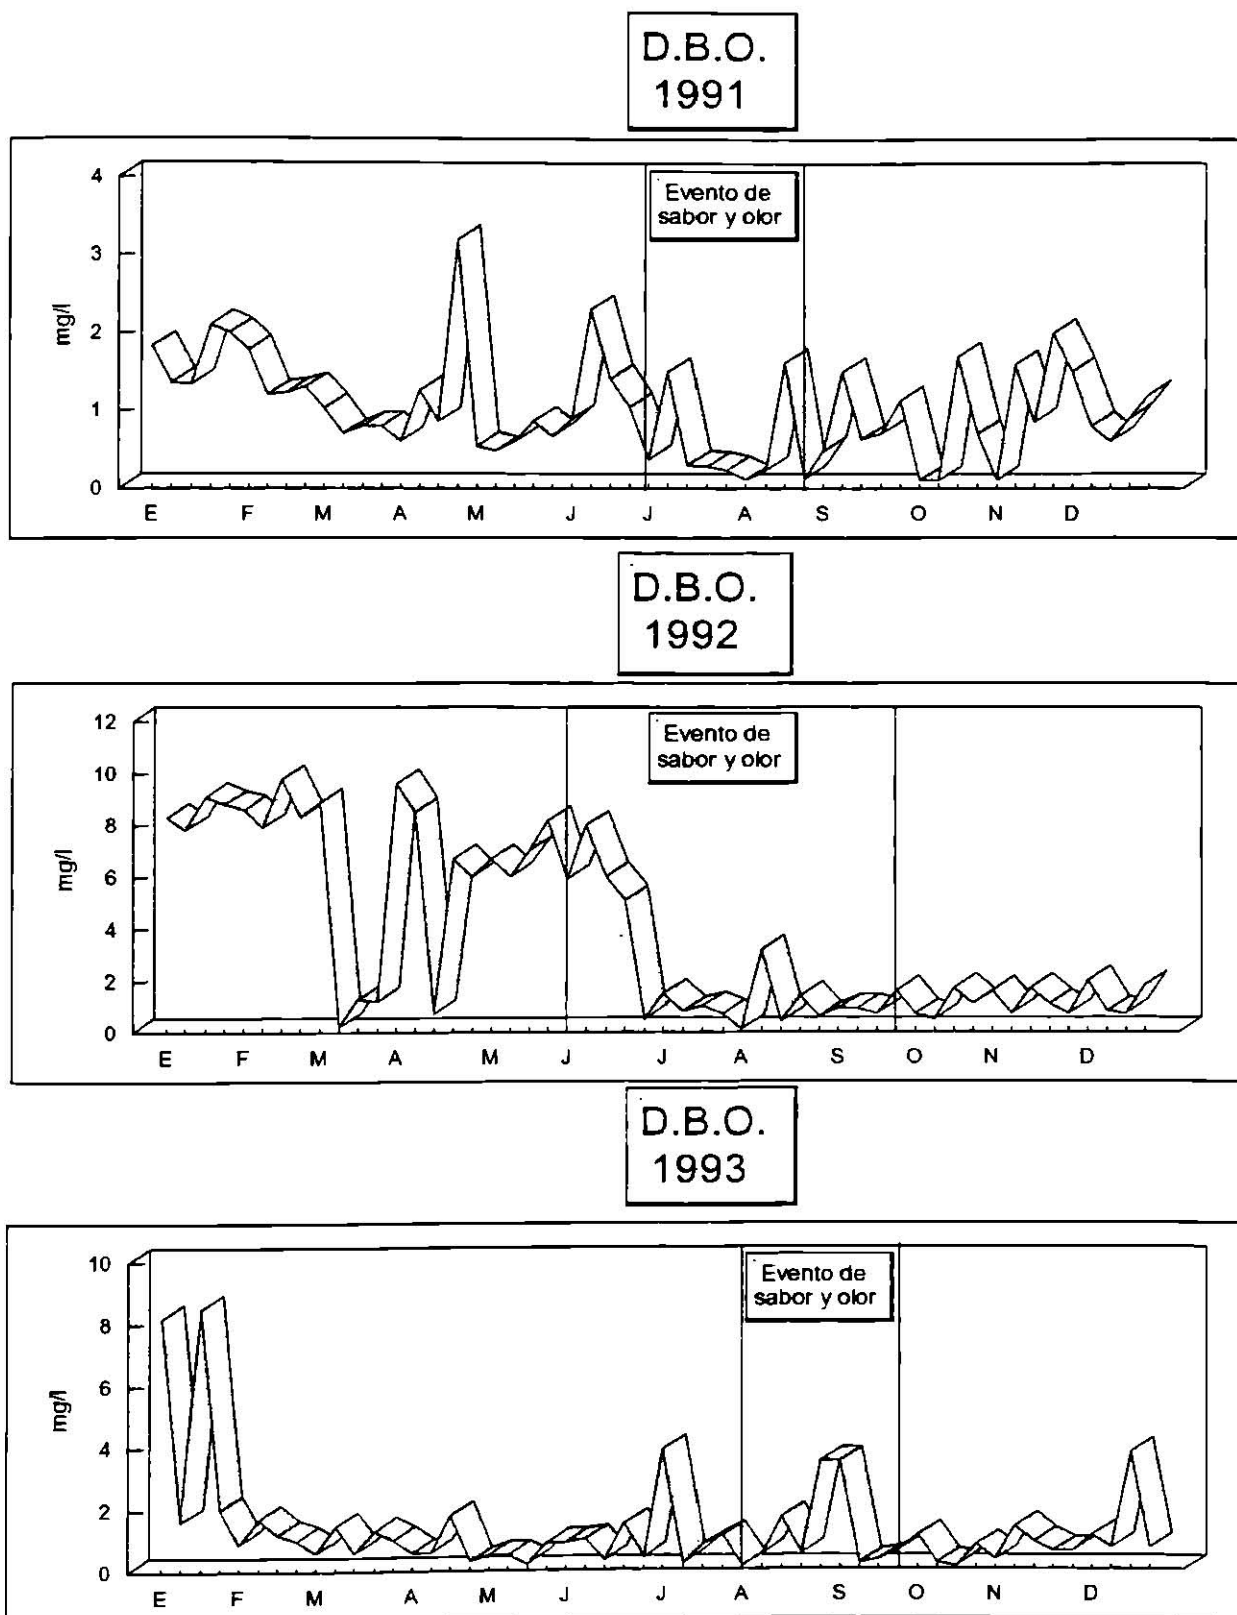 D.B.O.
1991
4
3
2
1
0
mg/l
Evento de
sabor y olor
E F M A M J J A S O N D
D.B.O.
1992
12
10
8
6
4
2
0
mg/l
Evento de
sabor y olor
E F M A M J J A S O N D
D.B.O.
1993
10
8
6
4
2
0
mg/l
Evento de
sabor y olor
E F M A M J J A S O N D